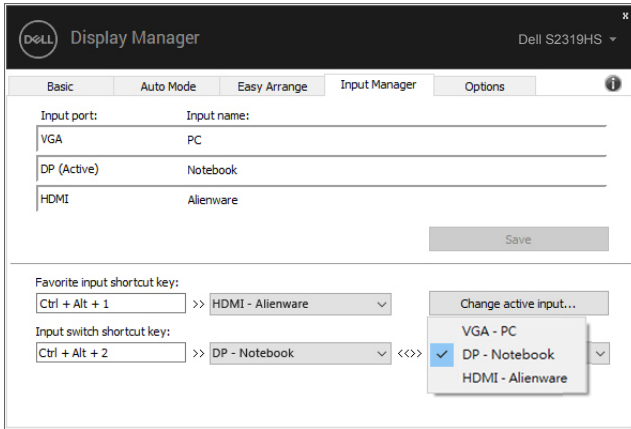 DELL Display Manager
x
Dell S2319HS
Basic Auto Mode Easy Arrange Input Manager Options i
Input port: Input name:
VGA PC
DP (Active) Notebook
HDMI Alienware
Save
Favorite input shortcut key:
Ctrl + Alt + 1 >> HDMI - Alienware Change active input...
Input switch shortcut key:
Ctrl + Alt + 2 >> DP - Notebook <<>>
VGA - PC
DP - Notebook
HDMI - Alienware